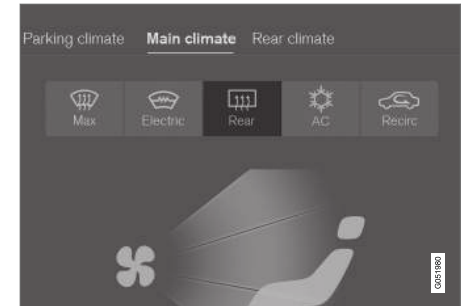 Parking climate Main climate Rear climate
Max Electric Rear AC Recirc
G051980